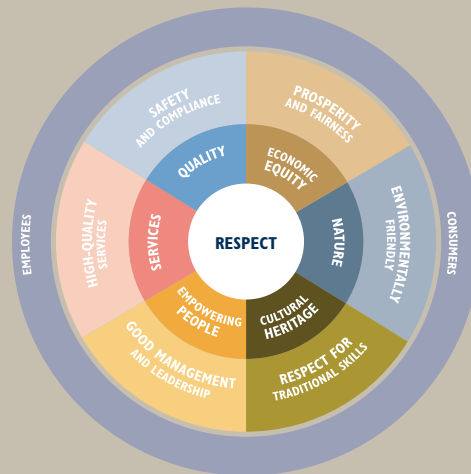 SAFETY
AND COMPLIANCE
PROSPERITY
AND FAIRNESS
QUALITY
ECONOMIC
EQUITY
HIGH-QUALITY
SERVICES
SERVICES
EMPLOYEES
RESPECT
NATURE
ENVIRONMENTALLY
FRIENDLY
CONSUMERS
EMPOWERING
PEOPLE
CULTURAL
HERITAGE
GOOD MANAGEMENT
AND LEADERSHIP
RESPECT FOR
TRADITIONAL SKILLS